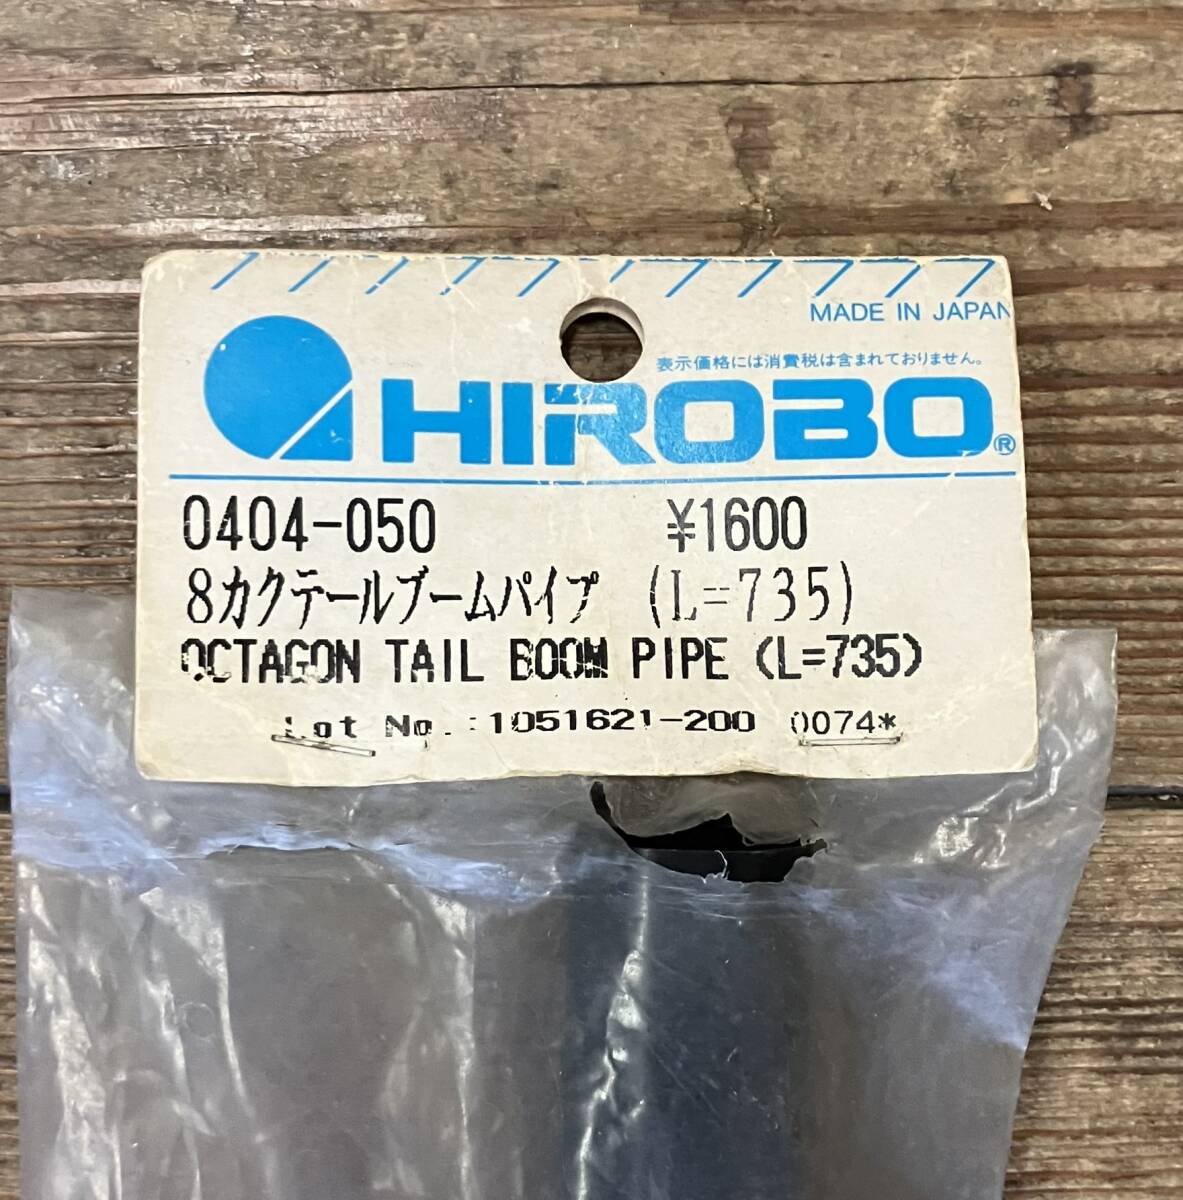 MADE IN JAPAN
表示価格には消費税は含まれておりません。
HIROBO®
0404-050 ¥1600
8カクテールブームパイプ (L=735)
OCTAGON TAIL BOOM PIPE (L=735)
Lot No.:1051621-200 0074*